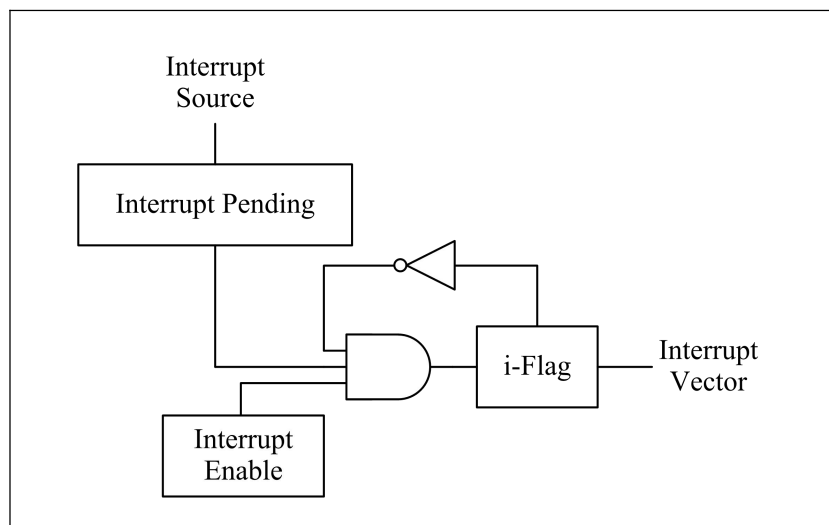 Interrupt
Source
Interrupt Pending
i-Flag
Interrupt
Vector
Interrupt
Enable